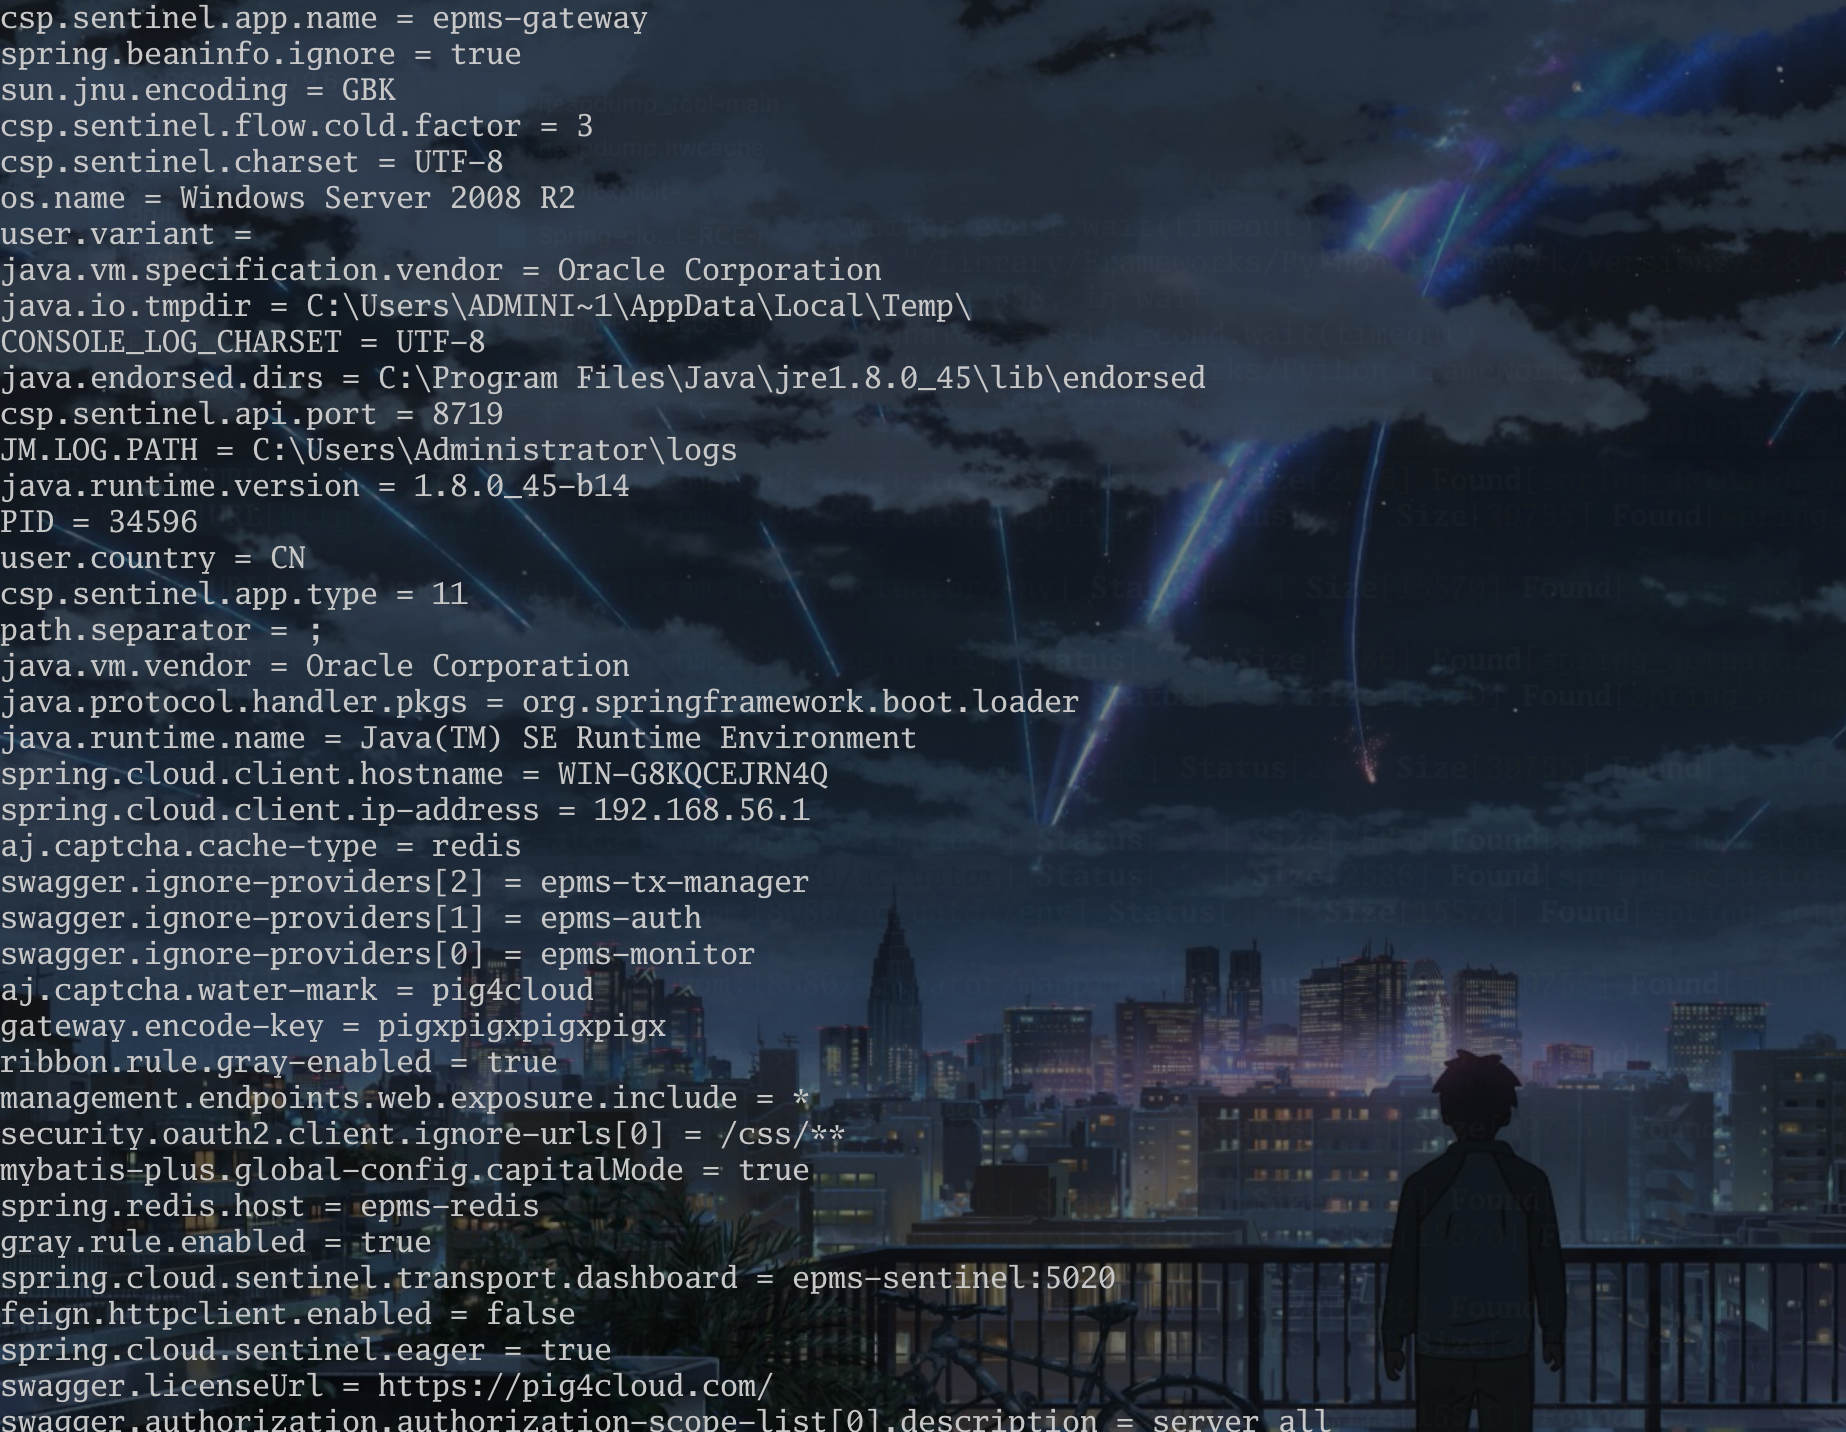 csp.sentinel.app.name = epms-gateway
spring.beaninfo.ignore = true
sun.jnu.encoding = GBK
csp.sentinel.flow.cold.factor = 3
csp.sentinel.charset = UTF-8
os.name = Windows Server 2008 R2
user.variant =
java.vm.specification.vendor = Oracle Corporation
java.io.tmpdir = C:\Users\ADMINI~1\AppData\Local\Temp\
CONSOLE_LOG_CHARSET = UTF-8
java.endorsed.dirs = C:\Program Files\Java\jre1.8.0_45\lib\endorsed
csp.sentinel.api.port = 8719
JM.LOG.PATH = C:\Users\Administrator\logs
java.runtime.version = 1.8.0_45-b14
PID = 34596
user.country = CN
csp.sentinel.app.type = 11
path.separator = ;
java.vm.vendor = Oracle Corporation
java.protocol.handler.pkgs = org.springframework.boot.loader
java.runtime.name = Java(TM) SE Runtime Environment
spring.cloud.client.hostname = WIN-G8KQCEJRN4Q
spring.cloud.client.ip-address = 192.168.56.1
aj.captcha.cache-type = redis
swagger.ignore-providers[2] = epms-tx-manager
swagger.ignore-providers[1] = epms-auth
swagger.ignore-providers[0] = epms-monitor
aj.captcha.water-mark = pig4cloud
gateway.encode-key = pigxpigxpigxpigx
ribbon.rule.gray-enabled = true
management.endpoints.web.exposure.include = *
security.oauth2.client.ignore-urls[0] = /css/**
mybatis-plus.global-config.capitalMode = true
spring.redis.host = epms-redis
gray.rule.enabled = true
spring.cloud.sentinel.transport.dashboard = epms-sentinel:5020
feign.httpclient.enabled = false
spring.cloud.sentinel.eager = true
swagger.licenseUrl = https://pig4cloud.com/
swagger.authorization.authorization-scope-list[0].description = server all